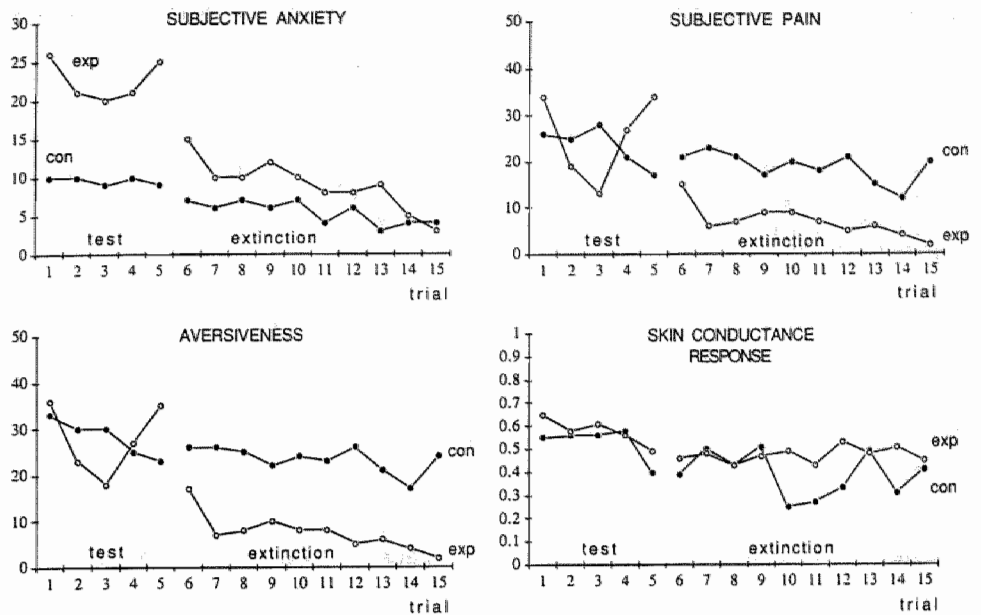 SUBJECTIVE ANXIETY
30
25
20
15
10
5
0
exp
con
test
extinction
1 2 3 4 5 6 7 8 9 10 11 12 13 14 15
trial
SUBJECTIVE PAIN
50
40
30
20
10
0
con
exp
test
extinction
1 2 3 4 5 6 7 8 9 10 11 12 13 14 15
trial
AVERSIVENESS
50
40
30
20
10
0
con
exp
test
extinction
1 2 3 4 5 6 7 8 9 10 11 12 13 14 15
trial
SKIN CONDUCTANCE
RESPONSE
1
0.9
0.8
0.7
0.6
0.5
0.4
0.3
0.2
0.1
0
exp
con
test
extinction
1 2 3 4 5 6 7 8 9 10 11 12 13 14 15
trial